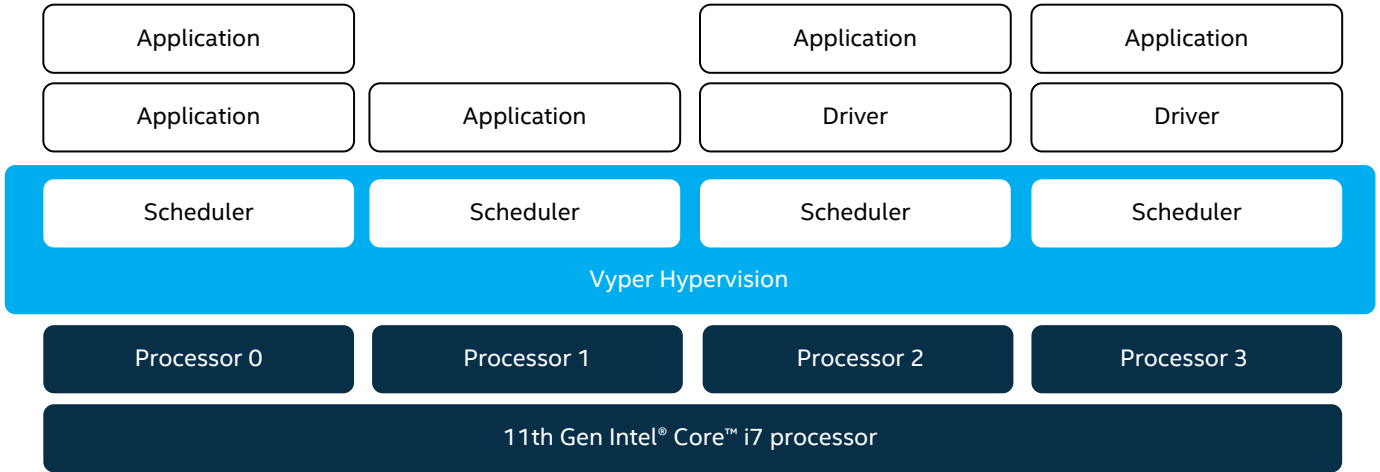 Application
Application
Application
Application
Application
Driver
Driver
Scheduler
Scheduler
Scheduler
Scheduler
Vyper Hypervision
Processor 0
Processor 1
Processor 2
Processor 3
11th Gen Intel® Core™ i7 processor